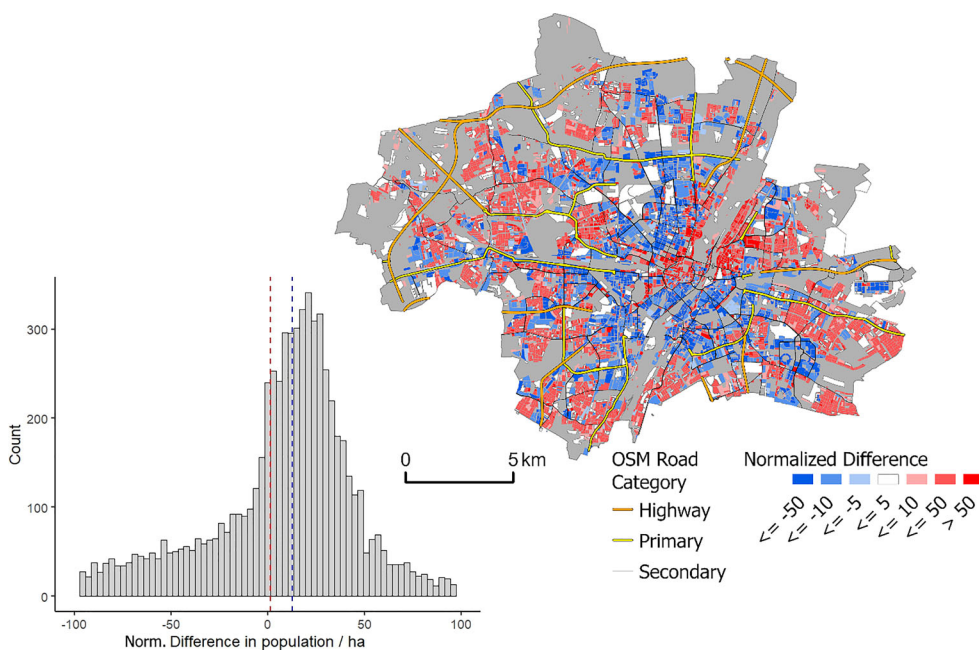 300
200
100
0
Count
-100
-50
0
50
100
Norm. Difference in population / ha
0
5 km
OSM Road
Category
Highway
Primary
Secondary
Normalized Difference
<= -50
<= -10
<= -5
<= 5
<= 10
<= 50
> 50